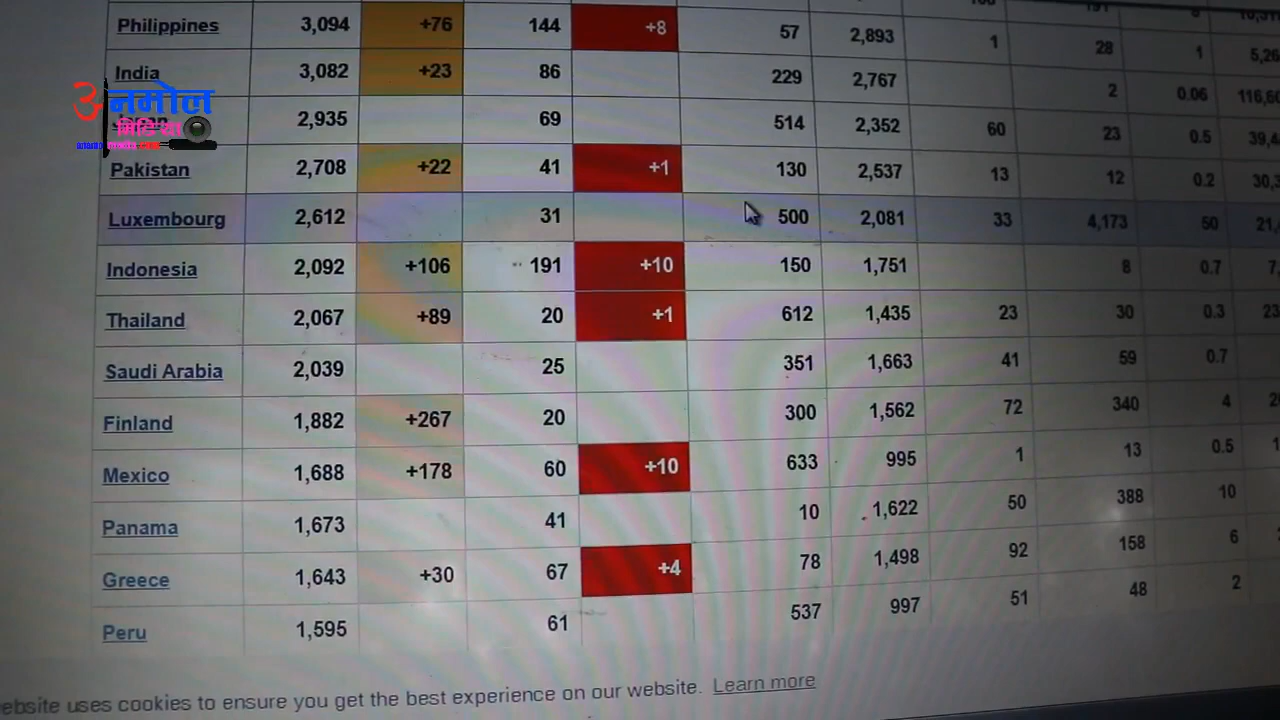 Philippines 3,094 +76 144 +8 57 2,893 1 28 1
India 3,082 +23 86 229 2,767 2 0.06
2,935 69 514 2,352 60 23 0.5
Pakistan 2,708 +22 41 +1 130 2,537 13 12 0.2
Luxembourg 2,612 31 500 2,081 33 4,173 50
Indonesia 2,092 +106 191 +10 150 1,751 8 0.7
Thailand 2,067 +89 20 +1 612 1,435 23 30 0.3
Saudi Arabia 2,039 25 351 1,663 41 59 0.7
Finland 1,882 +267 20 300 1,562 72 340 4
Mexico 1,688 +178 60 +10 633 995 1 13 0.5
Panama 1,673 41 10 1,622 50 388 10
Greece 1,643 +30 67 +4 78 1,498 92 158 6
Peru 1,595 61 537 997 51 48 2
ebsite uses cookies to ensure you get the best experience on our website. Learn more
अनमोल
मिडिया